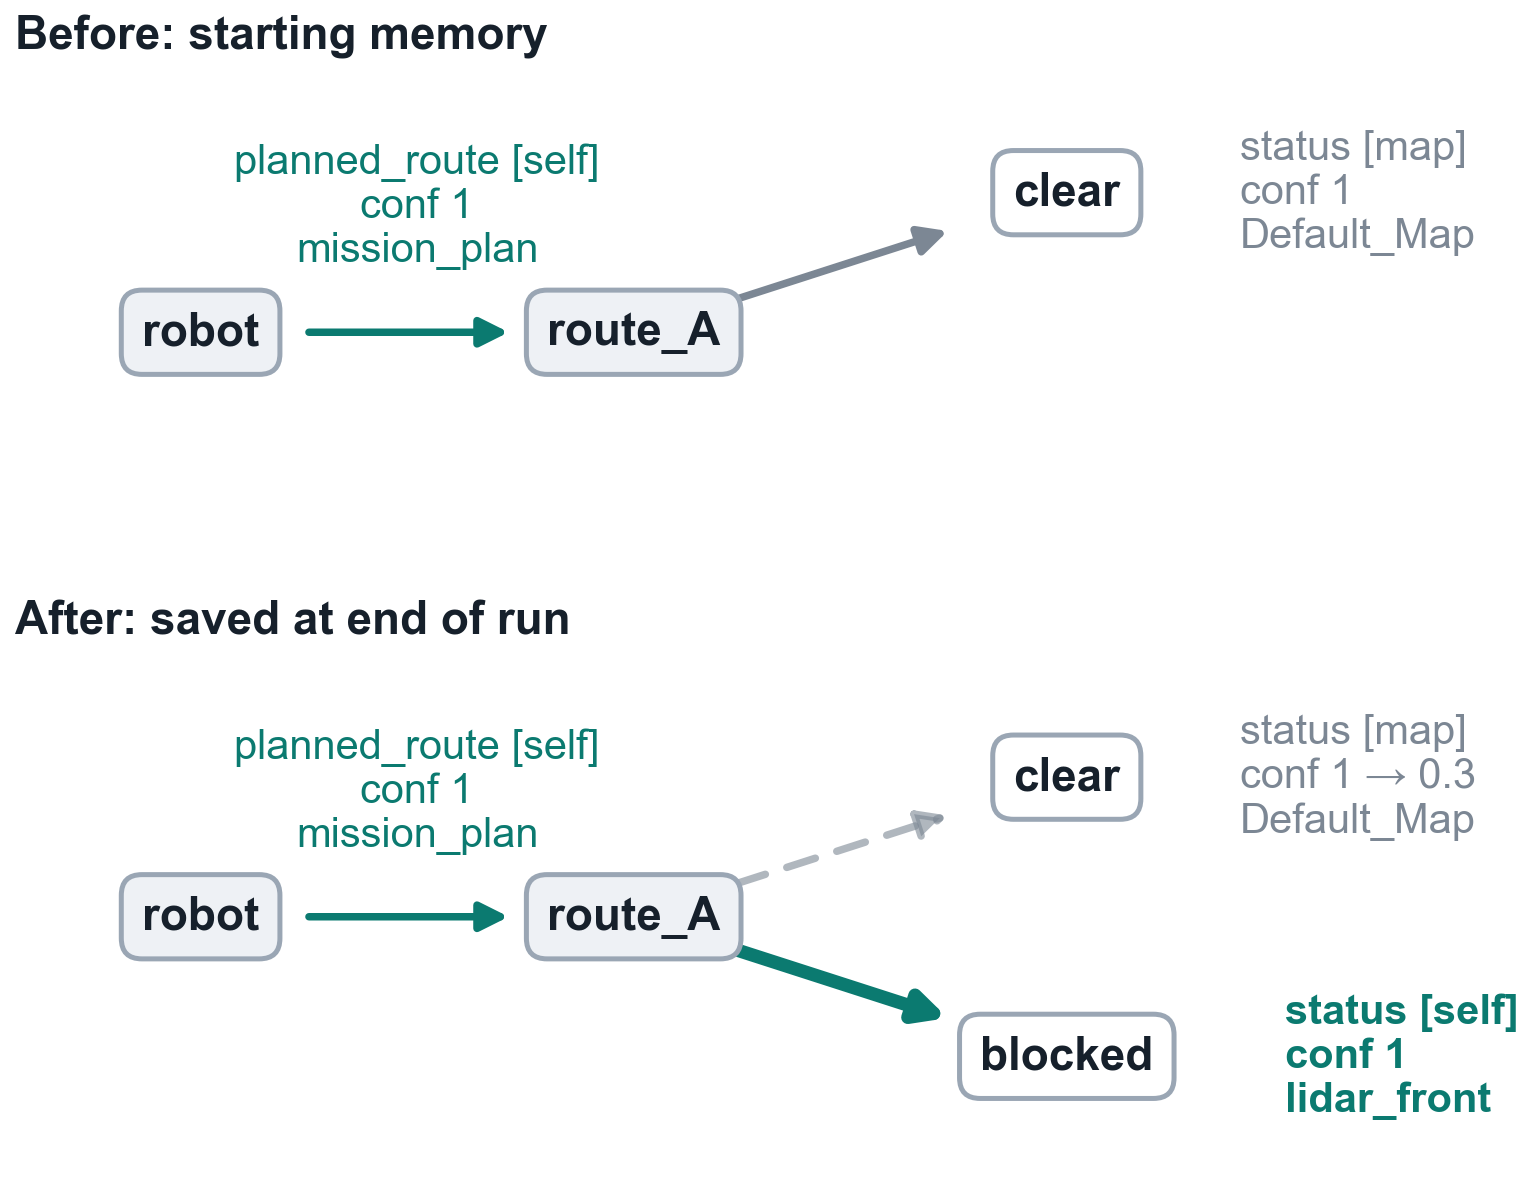 Before: starting memory
planned_route [self]
conf 1
mission_plan
robot
route_A
clear
status [map]
conf 1
Default_Map
After: saved at end of run
planned_route [self]
conf 1
mission_plan
robot
route_A
clear
status [map]
conf 1 → 0.3
Default_Map
blocked
status [self]
conf 1
lidar_front